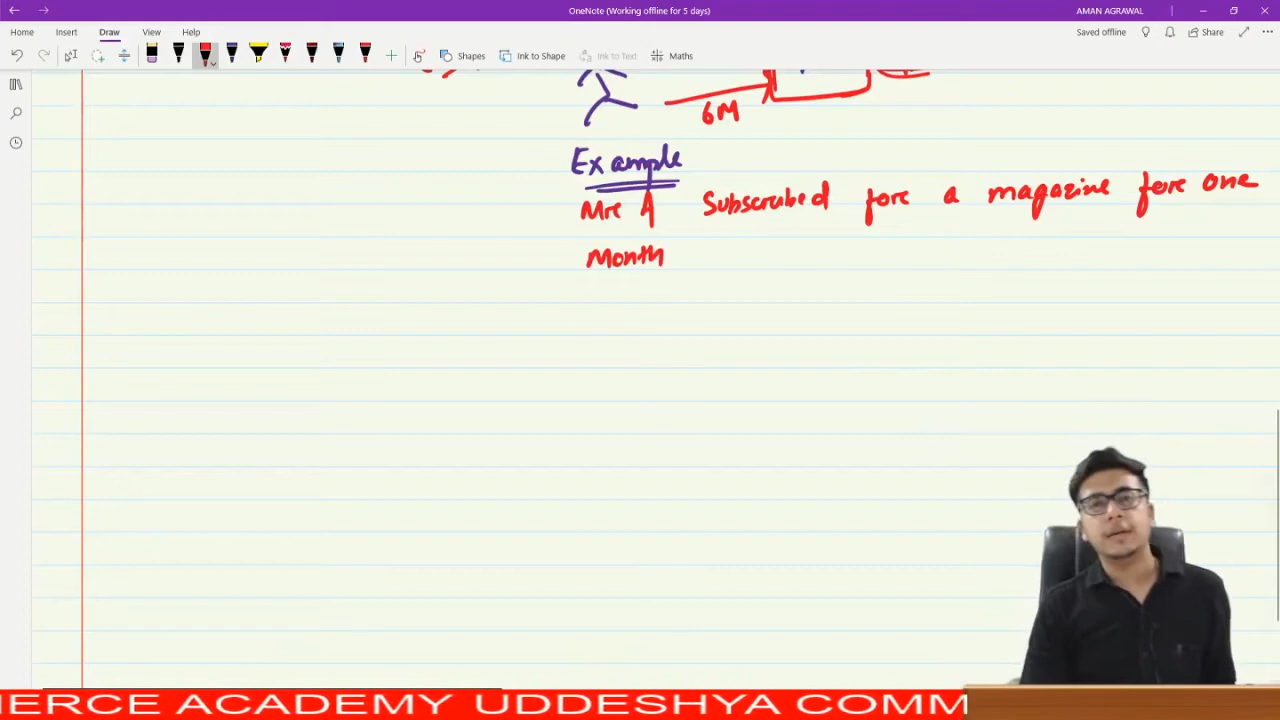 OneNote (Working offline for 5 days)
AMAN AGRAWAL
Home Insert Draw View Help
Saved offline Share
Shapes Ink to Shape Ink to Text Maths
6M
Example
Mr A Subscribed for a magazine for one
Month
ERCE ACADEMY UDDESHYA COMM